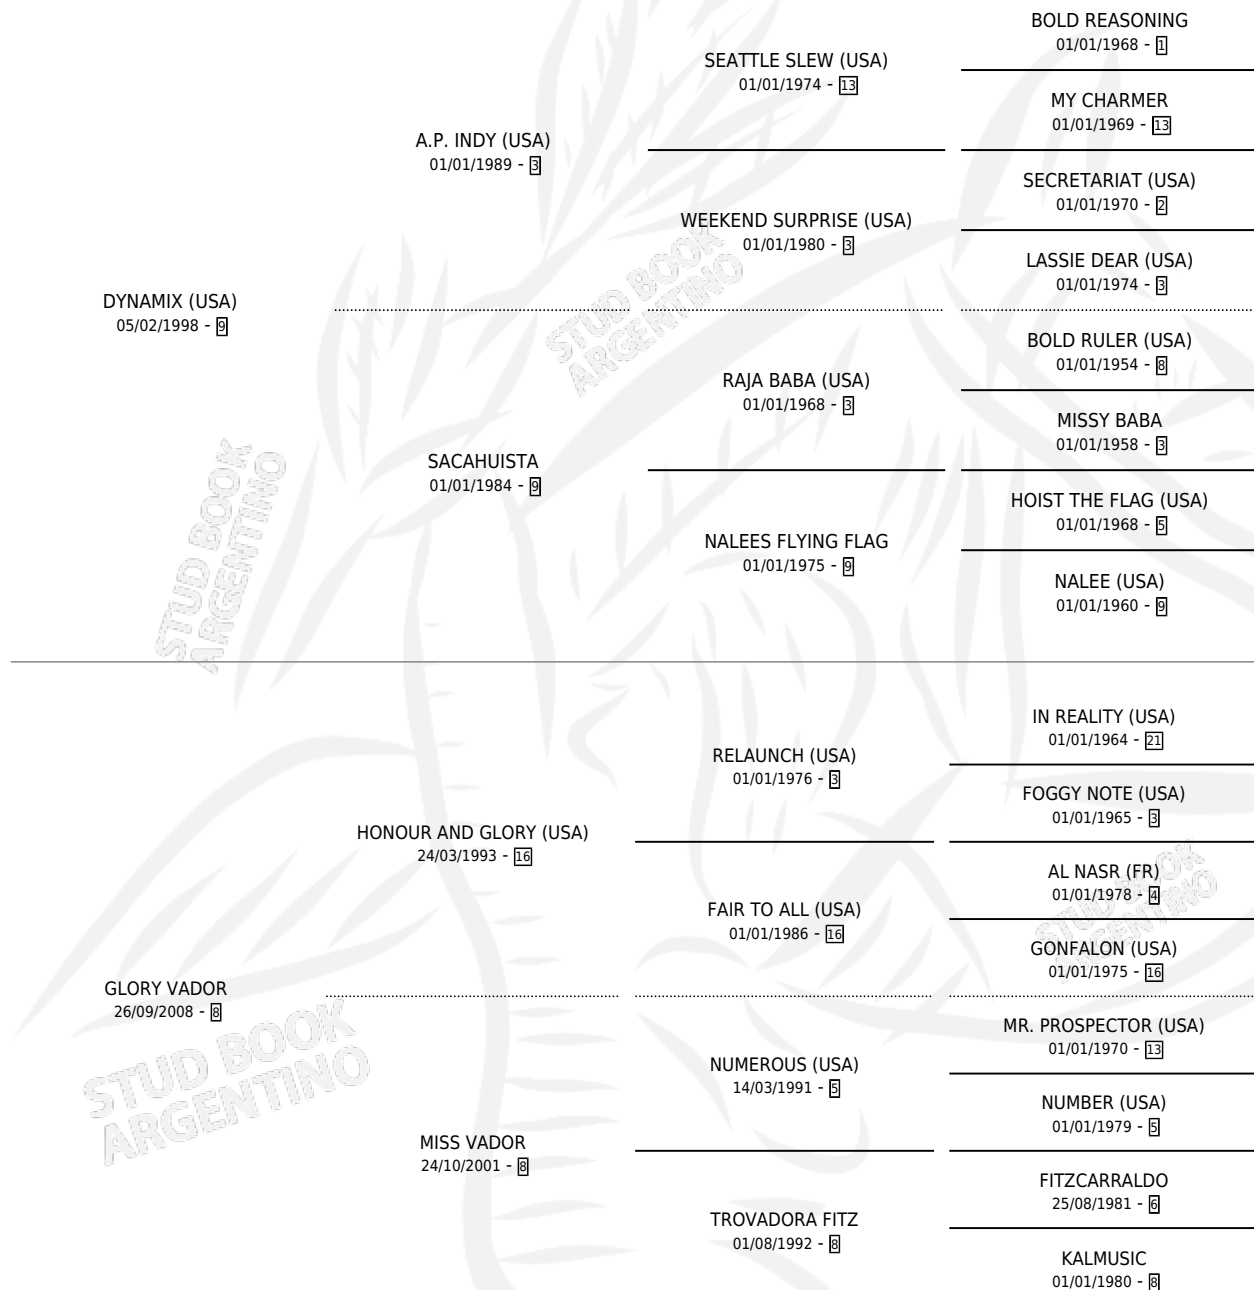 BOLD REASONING
01/01/1968 - 1
SEATTLE SLEW (USA)
01/01/1974 - 13
MY CHARMER
01/01/1969 - 13
A.P. INDY (USA)
01/01/1989 - 3
SECRETARIAT (USA)
01/01/1970 - 2
WEEKEND SURPRISE (USA)
01/01/1980 - 3
LASSIE DEAR (USA)
01/01/1974 - 3
DYNAMIX (USA)
05/02/1998 - 9
BOLD RULER (USA)
01/01/1954 - 8
RAJA BABA (USA)
01/01/1968 - 3
MISSY BABA
01/01/1958 - 3
SACAHUISTA
01/01/1984 - 9
HOIST THE FLAG (USA)
01/01/1968 - 5
NALEES FLYING FLAG
01/01/1975 - 9
NALEE (USA)
01/01/1960 - 9
IN REALITY (USA)
01/01/1964 - 21
RELAUNCH (USA)
01/01/1976 - 3
FOGGY NOTE (USA)
01/01/1965 - 3
HONOUR AND GLORY (USA)
24/03/1993 - 16
AL NASR (FR)
01/01/1978 - 4
FAIR TO ALL (USA)
01/01/1986 - 16
GONFALON (USA)
01/01/1975 - 16
GLORY VADOR
26/09/2008 - 8
MR. PROSPECTOR (USA)
01/01/1970 - 13
NUMEROUS (USA)
14/03/1991 - 5
NUMBER (USA)
01/01/1979 - 5
MISS VADOR
24/10/2001 - 8
FITZCARRALDO
25/08/1981 - 6
TROVADORA FITZ
01/08/1992 - 8
KALMUSIC
01/01/1980 - 8
STUD BOOK
ARGENTINO
STUD BOOK
ARGENTINO
STUD BOOK
ARGENTINO
STUD BOOK
ARGENTINO